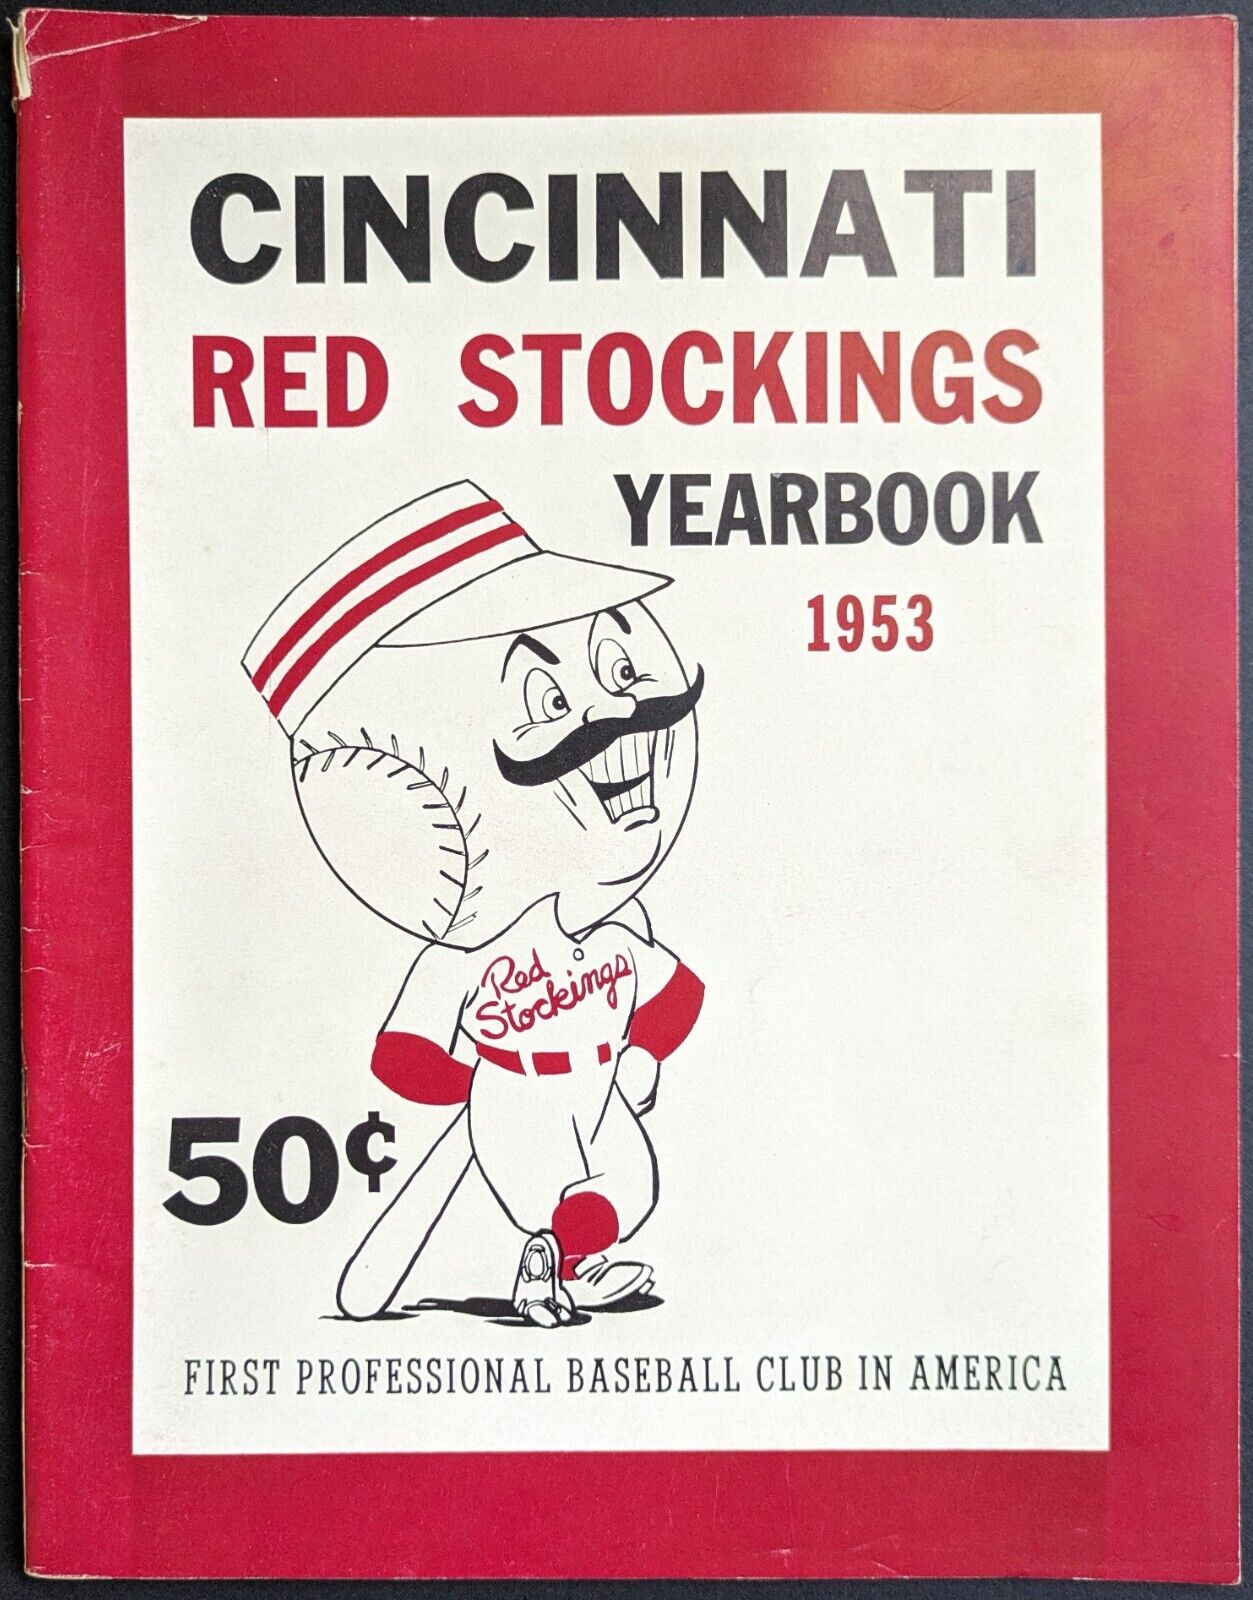 CINCINNATI
RED STOCKINGS
YEARBOOK
1953
Red
Stockings
50¢
FIRST PROFESSIONAL BASEBALL CLUB IN AMERICA